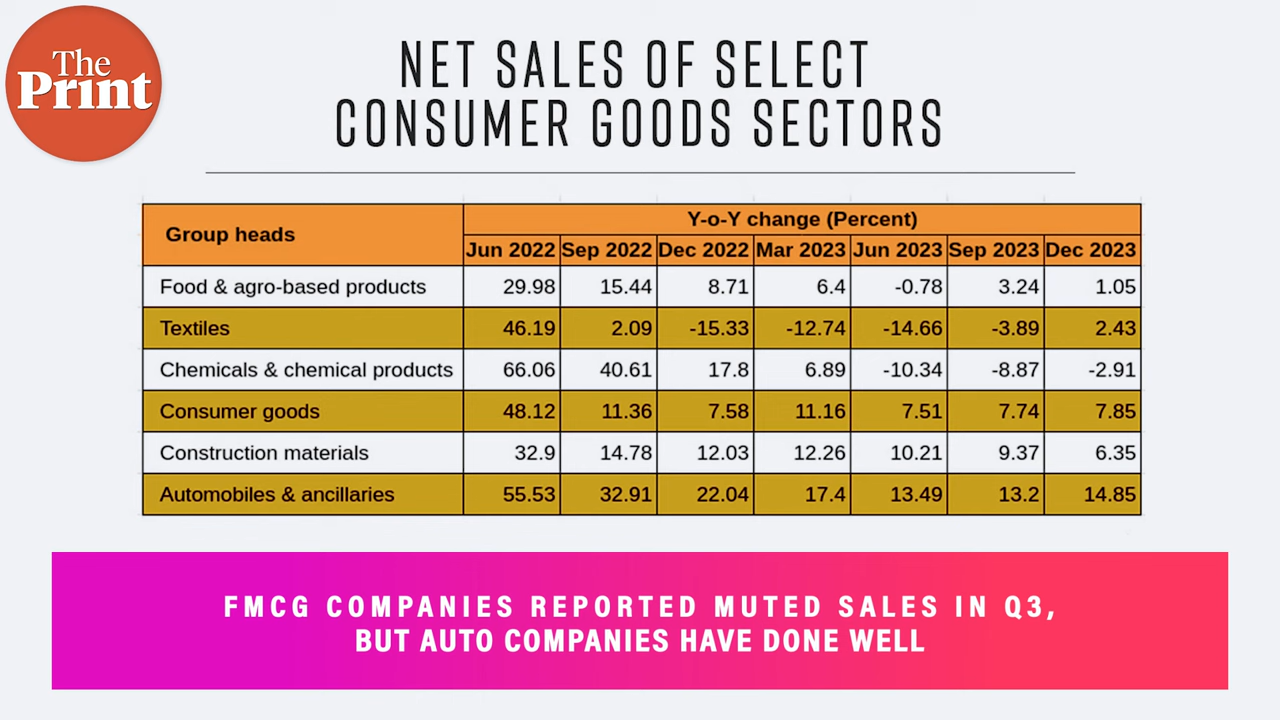 The
Print
NET SALES OF SELECT
CONSUMER GOODS SECTORS
Group heads
Y-o-Y change (Percent)
Jun 2022 Sep 2022 Dec 2022 Mar 2023 Jun 2023 Sep 2023 Dec 2023
Food & agro-based products 29.98 15.44 8.71 6.4 -0.78 3.24 1.05
Textiles 46.19 2.09 -15.33 -12.74 -14.66 -3.89 2.43
Chemicals & chemical products 66.06 40.61 17.8 6.89 -10.34 -8.87 -2.91
Consumer goods 48.12 11.36 7.58 11.16 7.51 7.74 7.85
Construction materials 32.9 14.78 12.03 12.26 10.21 9.37 6.35
Automobiles & ancillaries 55.53 32.91 22.04 17.4 13.49 13.2 14.85
FMCG COMPANIES REPORTED MUTED SALES IN Q3,
BUT AUTO COMPANIES HAVE DONE WELL